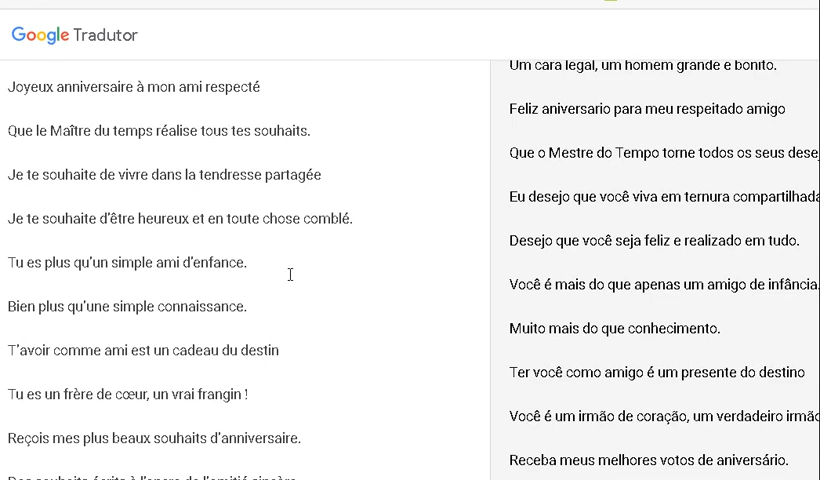 Google Tradutor
Joyeux anniversaire à mon ami respecté
Que le Maître du temps réalise tous tes souhaits.
Je te souhaite de vivre dans la tendresse partagée
Je te souhaite d'être heureux et en toute chose comblé.
Tu es plus qu'un simple ami d'enfance.
Bien plus qu'une simple connaissance.
T'avoir comme ami est un cadeau du destin
Tu es un frère de cœur, un vrai frangin !
Reçois mes plus beaux souhaits d'anniversaire.
Um cara legal, um homem grande e bonito.
Feliz aniversario para meu respeitado amigo
Que o Mestre do Tempo torne todos os seus
Eu desejo que você viva em ternura compartilhada
Desejo que você seja feliz e realizado em tudo.
Você é mais do que apenas um amigo de infância.
Muito mais do que conhecimento.
Ter você como amigo é um presente do destino
Você é um irmão de coração, um verdadeiro
Receba meus melhores votos de aniversário.